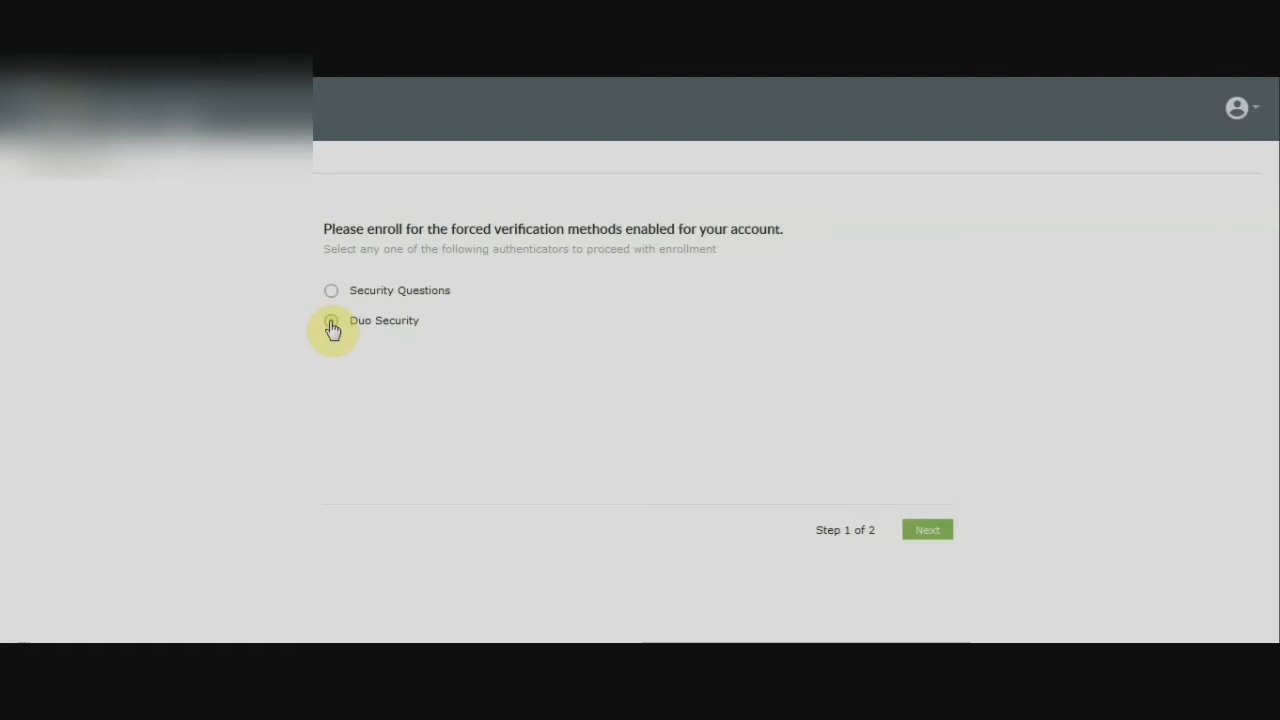 Please enroll for the forced verification methods enabled for your account.
Select any one of the following authenticators to proceed with enrollment
Security Questions
Duo Security
Step 1 of 2
Next